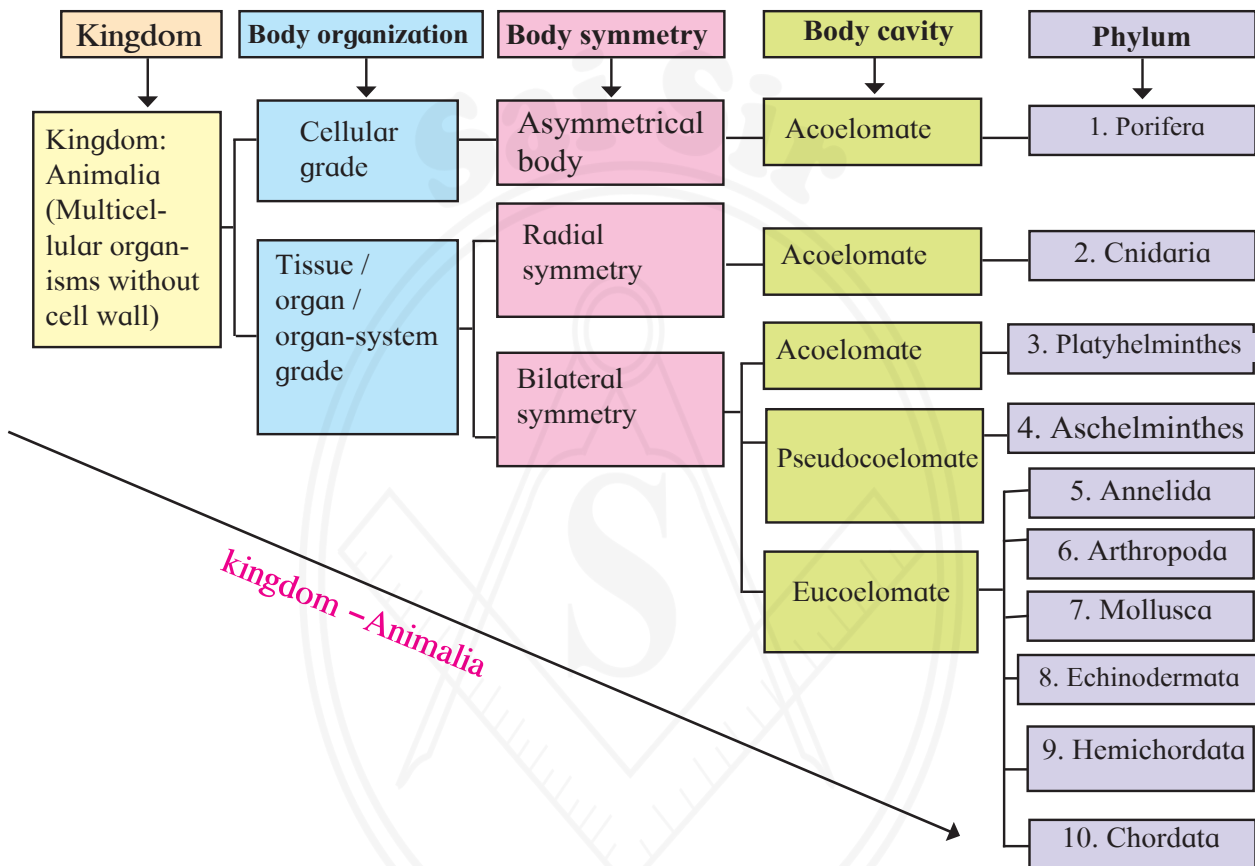 Kingdom
Body organization
Body symmetry
Body cavity
Phylum
Kingdom:
Animalia
(Multicel-
lular organ-
isms without
cell wall)
Cellular
grade
Tissue /
organ /
organ-system
grade
Asymmetrical
body
Radial
symmetry
Bilateral
symmetry
Acoelomate
Acoelomate
Acoelomate
Pseudocoelomate
Eucoelomate
1. Porifera
2. Cnidaria
3. Platyhelminthes
4. Aschelminthes
5. Annelida
6. Arthropoda
7. Mollusca
8. Echinodermata
9. Hemichordata
10. Chordata
kingdom –Animalia
Sai Sir
S